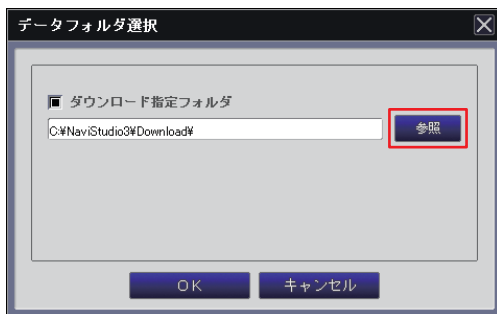 データフォルダ選択
ダウンロード指定フォルダ
C:¥NaviStudio3¥Download¥
参照
OK
キャンセル